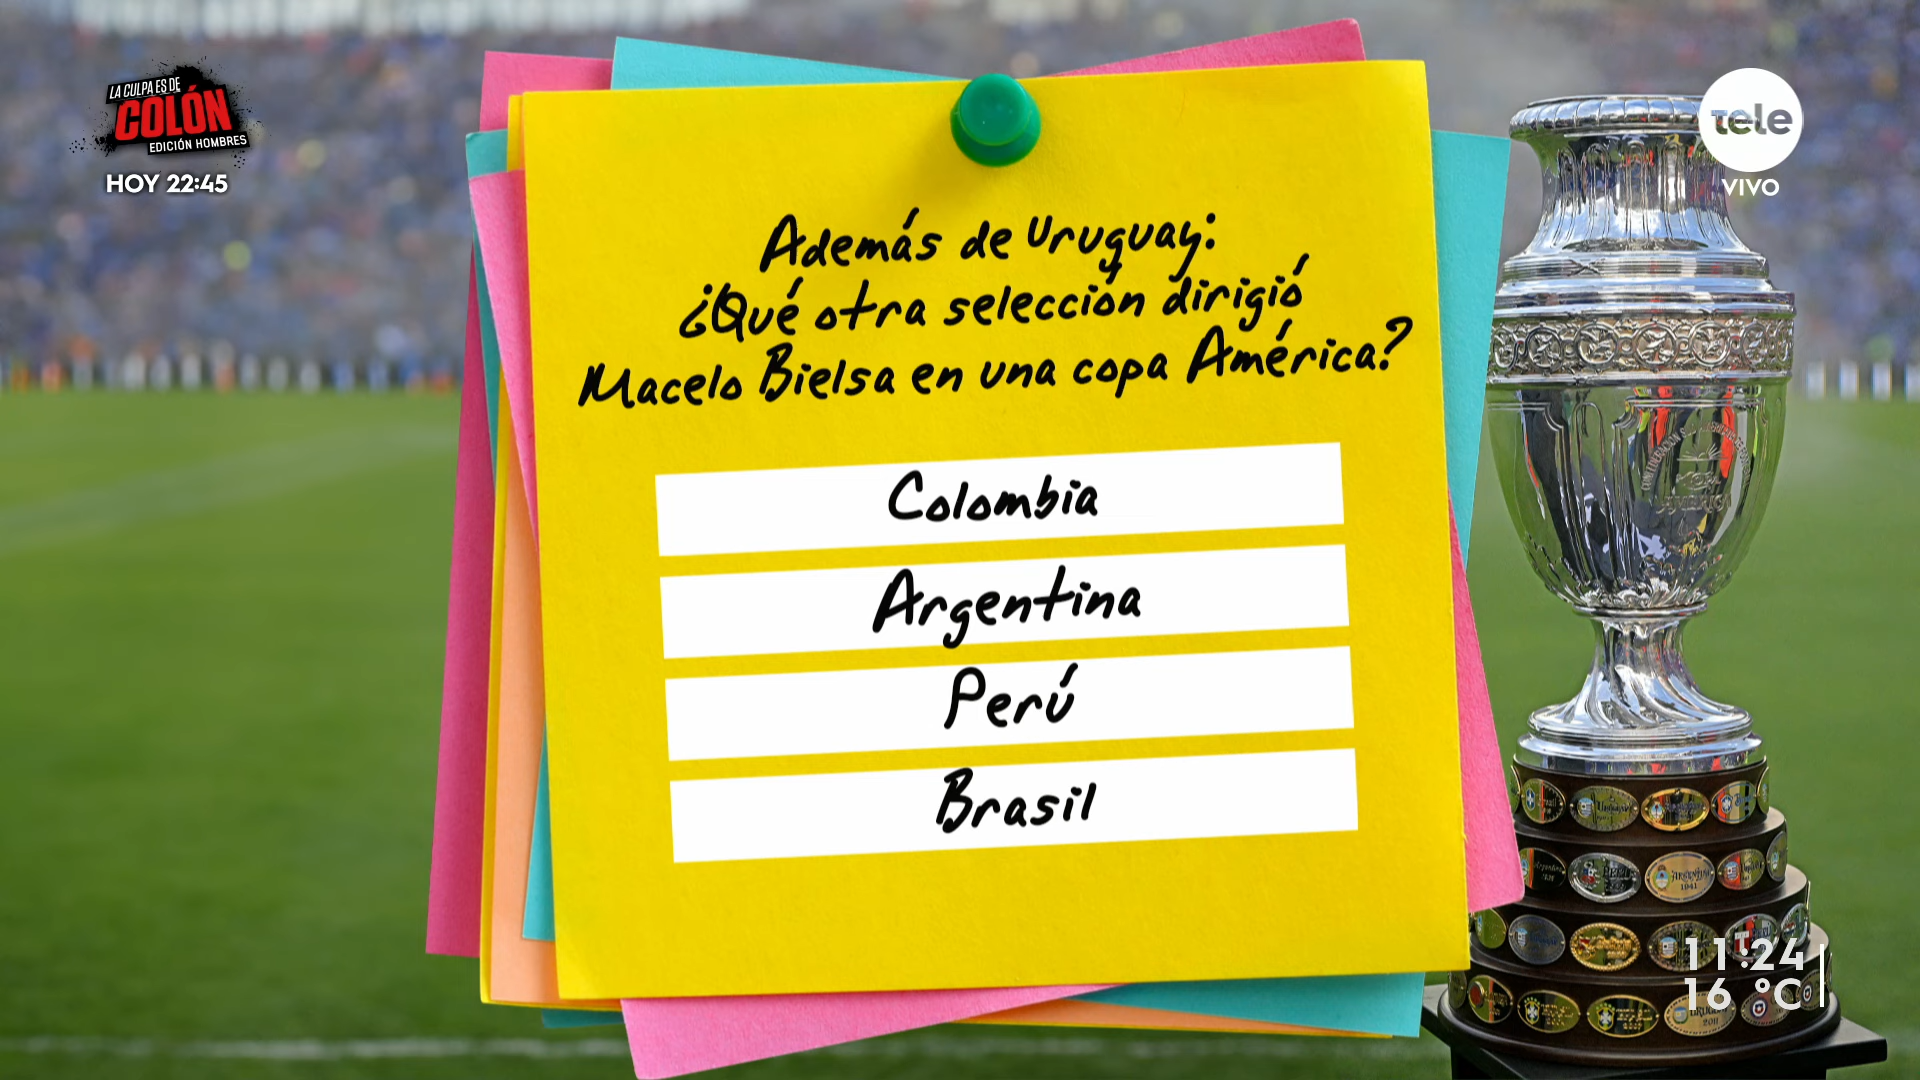 LA CULPA ES DE
COLÓN
EDICIÓN HOMBRES
HOY 22:45
tele
VIVO
Además de Uruguay:
¿Qué otra selección dirigió
Macelo Bielsa en una copa América?
Colombia
Argentina
Perú
Brasil
11:24
16 °C